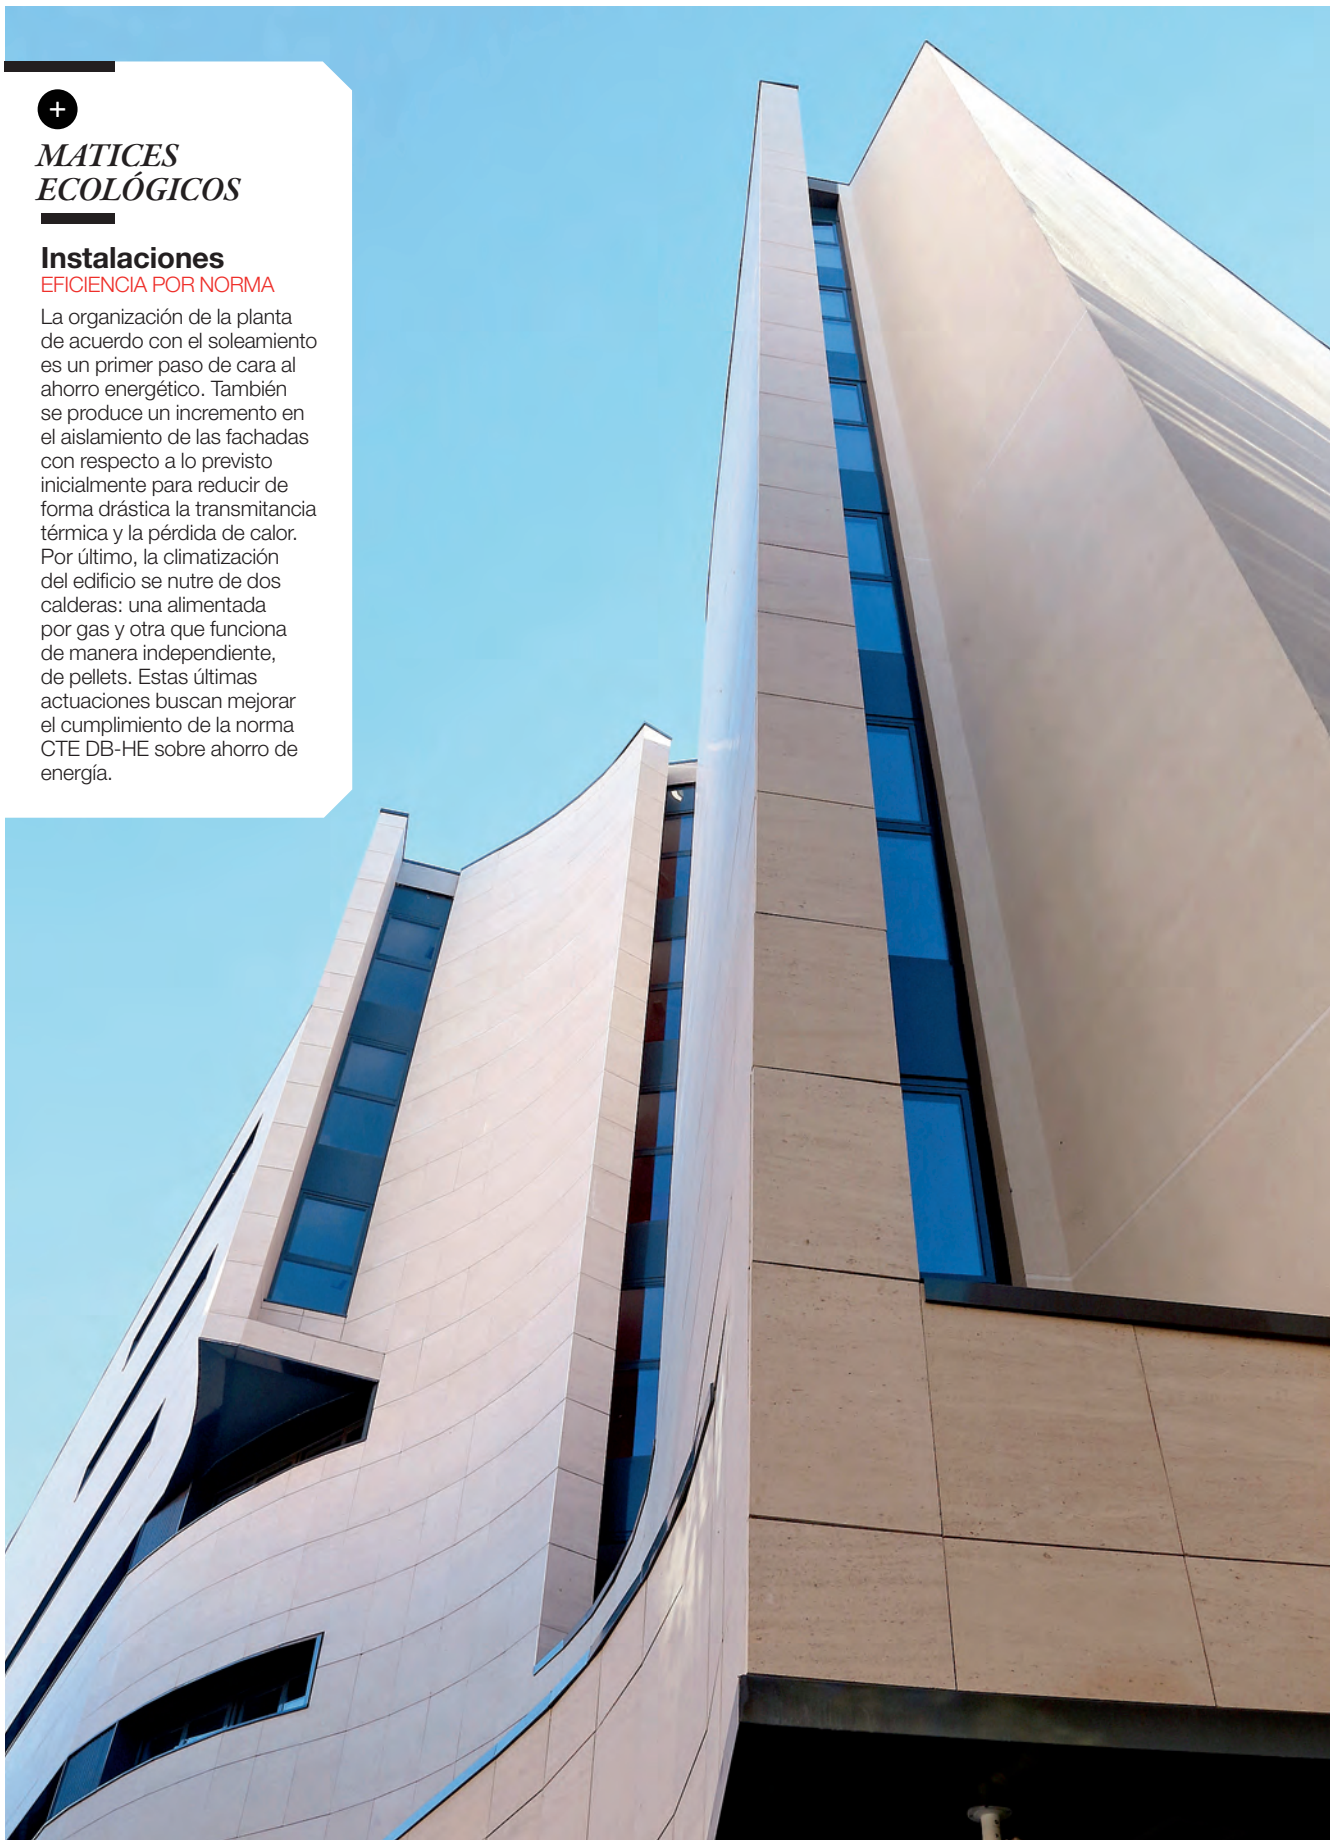 +
MATICES
ECOLÓGICOS
Instalaciones
EFICIENCIA POR NORMA
La organización de la planta
de acuerdo con el soleamiento
es un primer paso de cara al
ahorro energético. También
se produce un incremento en
el aislamiento de las fachadas
con respecto a lo previsto
inicialmente para reducir de
forma drástica la transmitancia
térmica y la pérdida de calor.
Por último, la climatización
del edificio se nutre de dos
calderas: una alimentada
por gas y otra que funciona
de manera independiente,
de pellets. Estas últimas
actuaciones buscan mejorar
el cumplimiento de la norma
CTE DB-HE sobre ahorro de
energía.